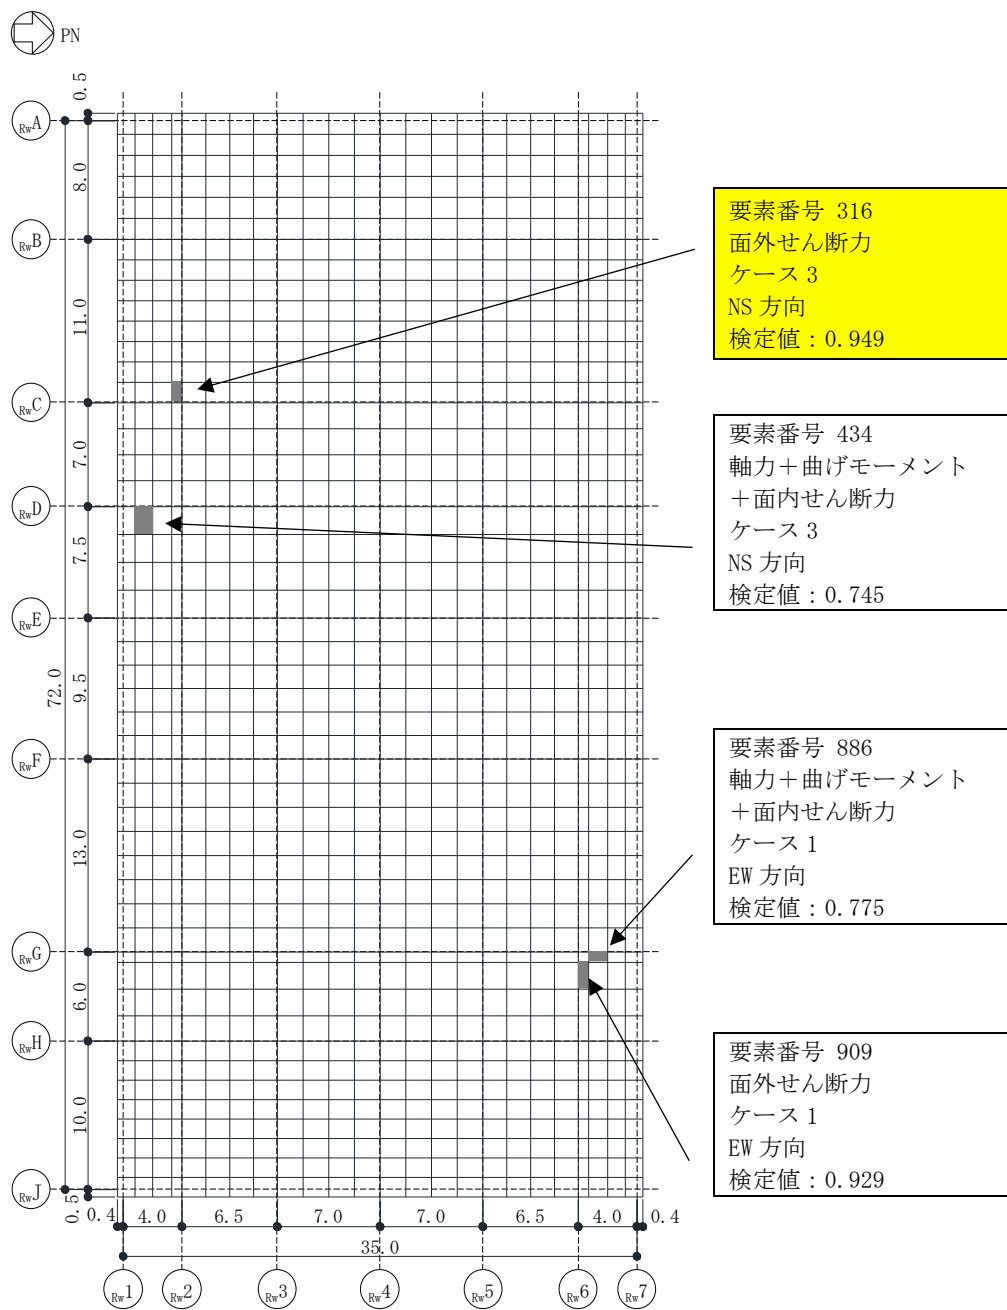 PN
0.5
RwA
8.0
RwB
11.0
RwC
7.0
RwD
7.5
RwE
72.0
9.5
RwF
13.0
RwG
6.0
RwH
10.0
RwJ
0.5
0.4 4.0 6.5 7.0 7.0 6.5 4.0 0.4
35.0
Rw1 Rw2 Rw3 Rw4 Rw5 Rw6 Rw7
要素番号 316
面外せん断力
ケース 3
NS 方向
検定値：0.949
要素番号 434
軸力＋曲げモーメント
＋面内せん断力
ケース 3
NS 方向
検定値：0.745
要素番号 886
軸力＋曲げモーメント
＋面内せん断力
ケース 1
EW 方向
検定値：0.775
要素番号 909
面外せん断力
ケース 1
EW 方向
検定値：0.929